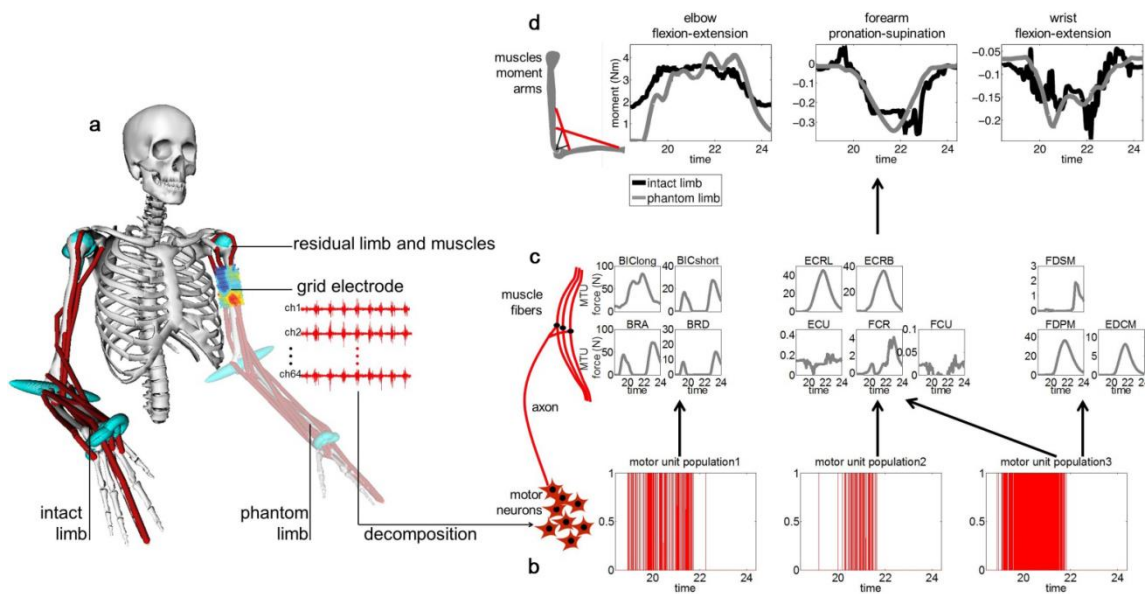 a
residual limb and muscles
grid electrode
ch1
ch2
ch64
intact
limb
phantom
limb
decomposition
d
muscles
moment
arms
elbow
flexion-extension
moment (Nm)
4
3
2
1
0
20 22 24
time
forearm
pronation-supination
0
−0.1
−0.2
−0.3
20 22 24
time
wrist
flexion-extension
−0.05
−0.1
−0.15
−0.2
20 22 24
time
intact limb
phantom limb
c
muscle
fibers
axon
BIClong
MTU
force (N)
100
50
0
BICshort
100
50
0
BRA
MTU
force (N)
100
50
0
20 22 24
time
BRD
50
0
20 22 24
time
ECRL
40
20
0
ECRB
40
20
0
ECU
0.4
0.2
0
20 22 24
time
FCR
4
2
0
20 22 24
time
FCU
0.1
0.05
0
20 22 24
time
FDSM
4
2
0
FDPM
40
20
0
20 22 24
time
EDCM
10
5
0
20 22 24
time
motor
neurons
b
motor unit population1
1
0.5
0
20 22 24
time
motor unit population2
1
0.5
0
20 22 24
time
motor unit population3
1
0.5
0
20 22 24
time